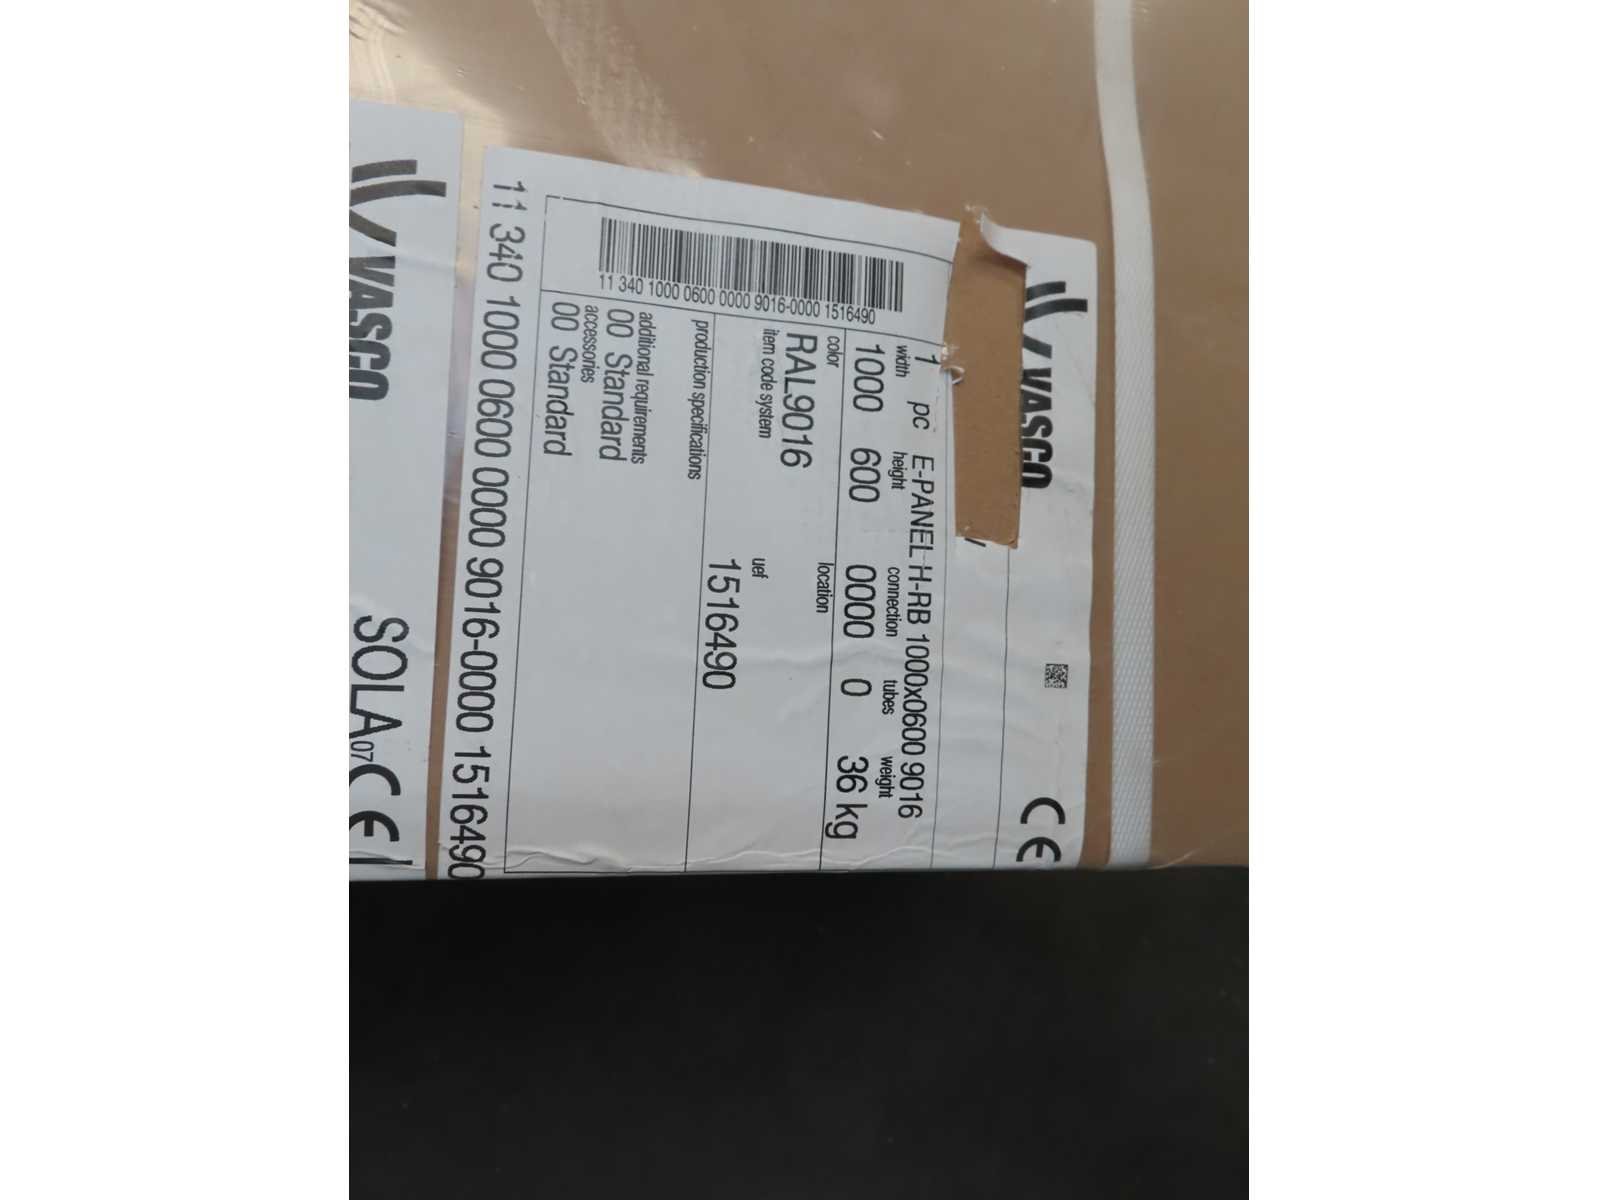 VASCO
CE
1 pc E-PANEL-H-RB 1000x0600 9016
width height connection tubes weight
1000 600 0000 0 36 kg
color location
RAL9016
item code system uef
1516490
production specifications
additional requirements
00 Standard
accessories
00 Standard
11 340 1000 0600 0000 9016-0000 1516490
11 340 1000 0600 0000 9016-0000 1516490
VASCO SOLA 07 CE